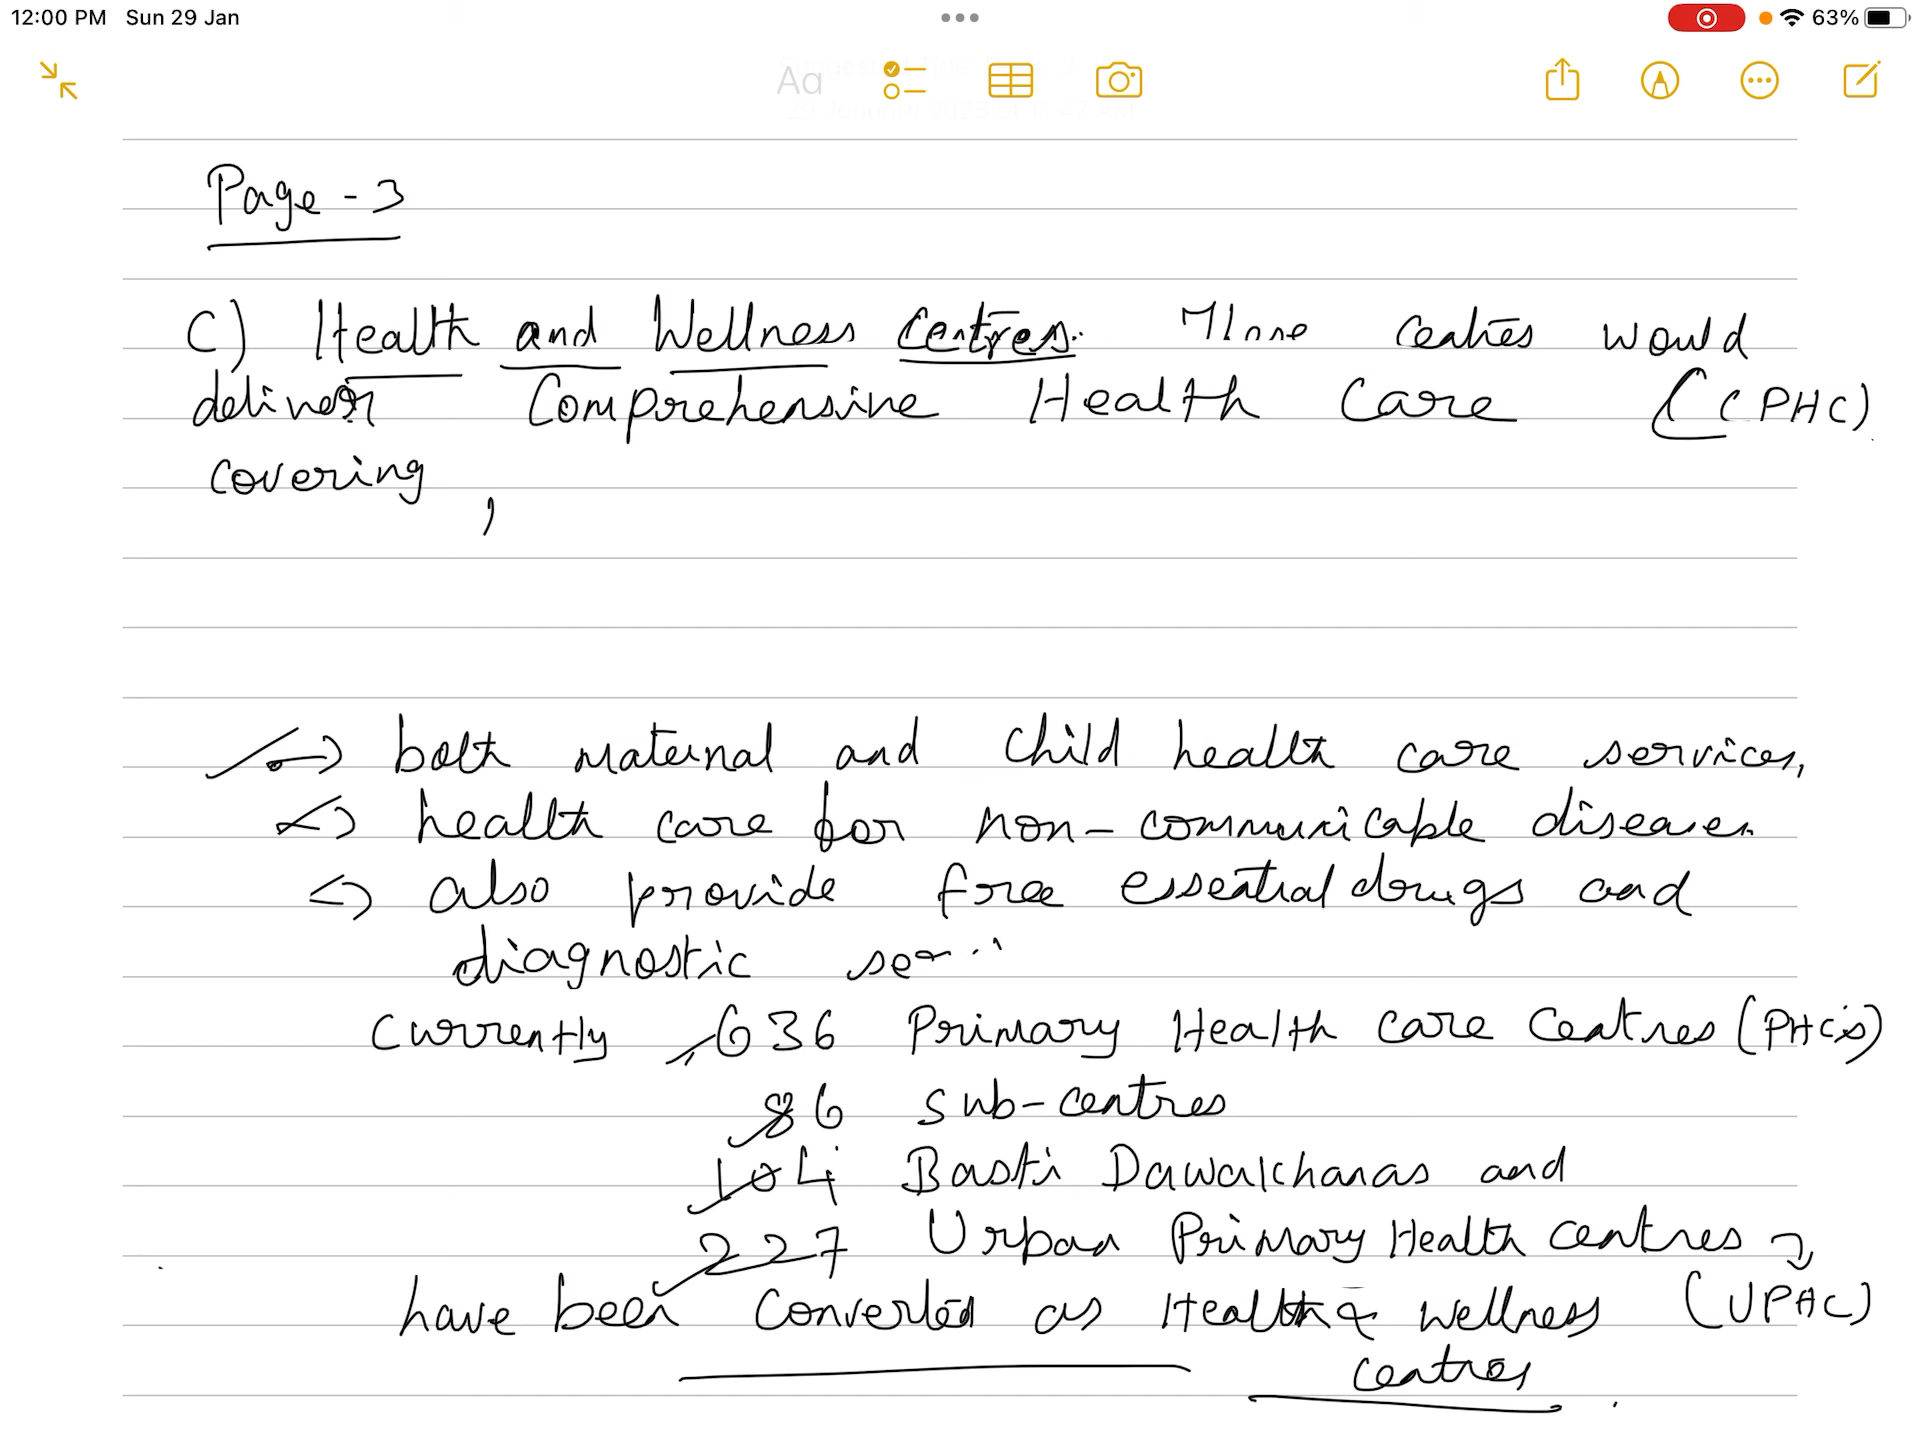 12:00 PM Sun 29 Jan
63%
Aa
Page - 3
C) Health and Wellness Centres. These centres would
deliver Comprehensive Health Care (CPHC)
covering,
both maternal and child health care services,
health care for non-communicable diseases.
also provide free essential drugs and
diagnostic
Currently 636 Primary Health care Centres (PHC's)
86 sub-centres
104 Basti Dawakhanas and
227 Urban Primary Health centres
have been converted as Health & Wellness (UPHC)
centres.